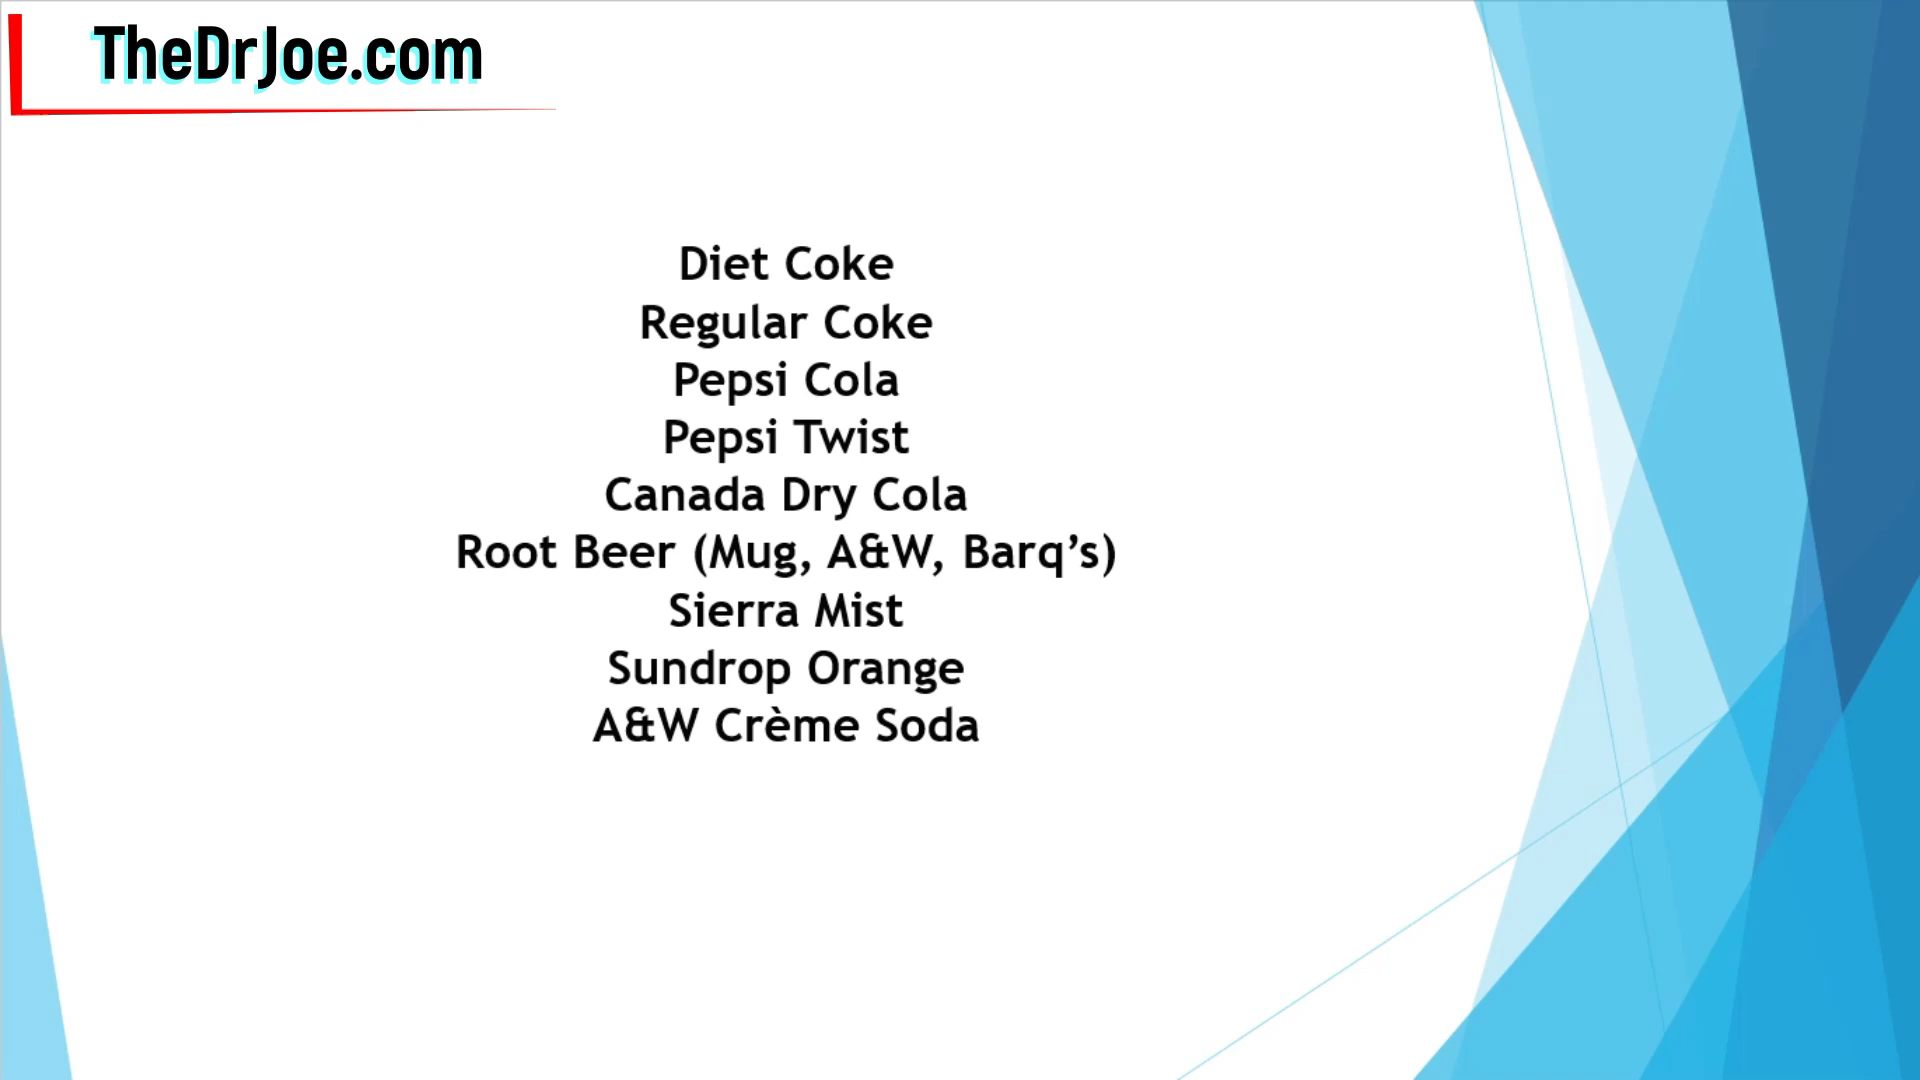 TheDrJoe.com
Diet Coke
Regular Coke
Pepsi Cola
Pepsi Twist
Canada Dry Cola
Root Beer (Mug, A&W, Barq’s)
Sierra Mist
Sundrop Orange
A&W Crème Soda